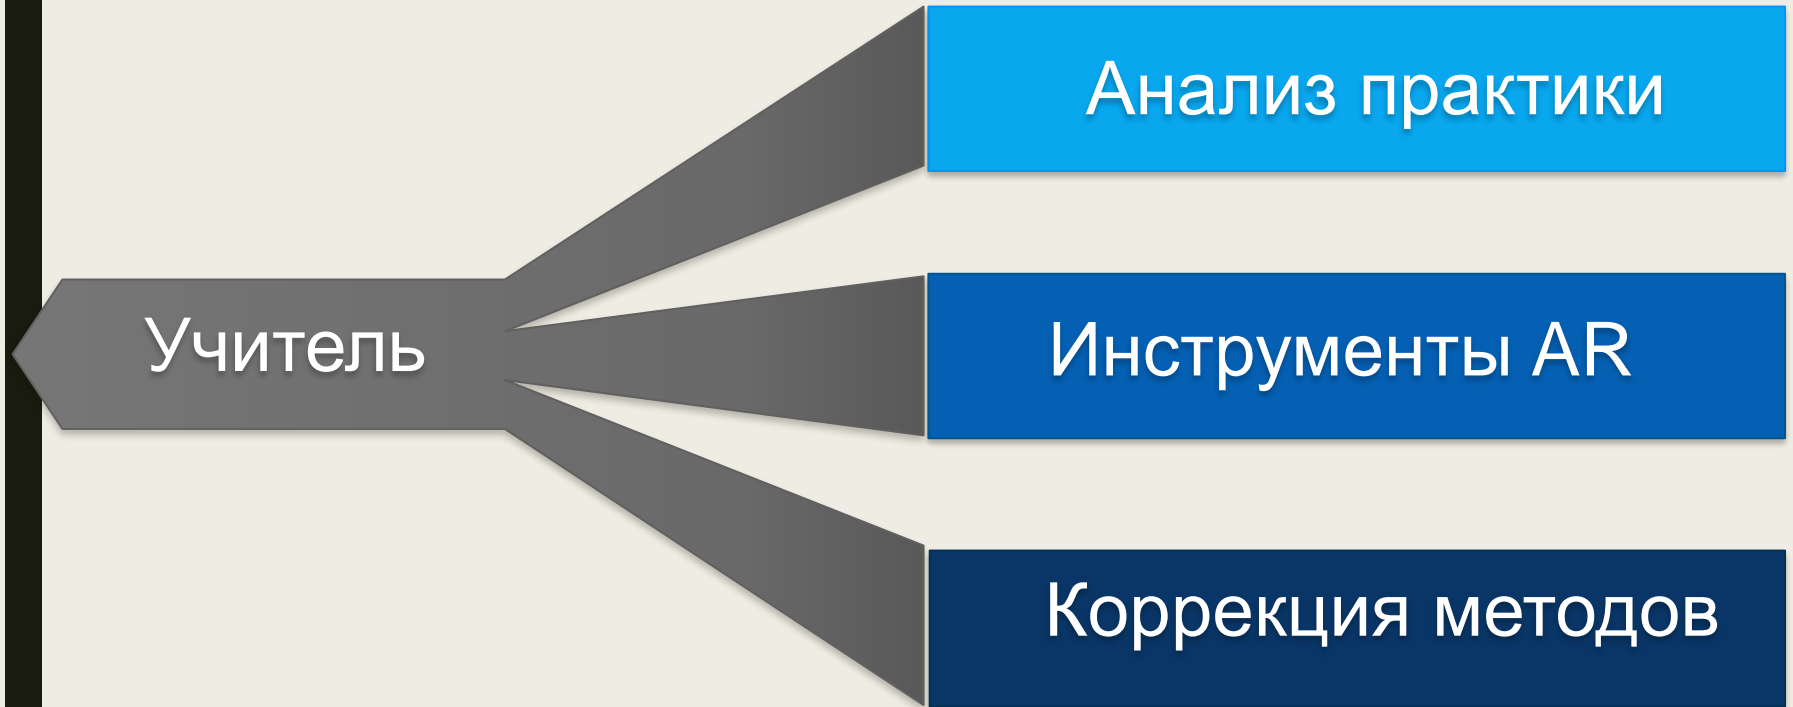 Анализ практики
Учитель
Инструменты AR
Коррекция методов